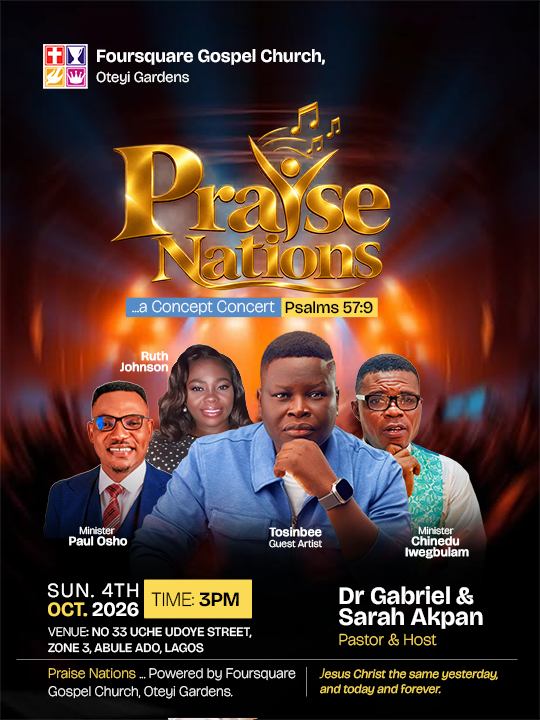 Foursquare Gospel Church,
Oteyi Gardens
Praise
Nations
...a Concept Concert Psalms 57:9
Ruth
Johnson
Minister
Paul Osho
Tosinbee
Guest Artist
Minister
Chinedu
Iwegbulam
SUN. 4TH
OCT. 2026
TIME: 3PM
VENUE: NO 33 UCHE UDOYE STREET,
ZONE 3, ABULE ADO, LAGOS
Dr Gabriel &
Sarah Akpan
Pastor & Host
Praise Nations ... Powered by Foursquare
Gospel Church, Oteyi Gardens.
Jesus Christ the same yesterday,
and today and forever.